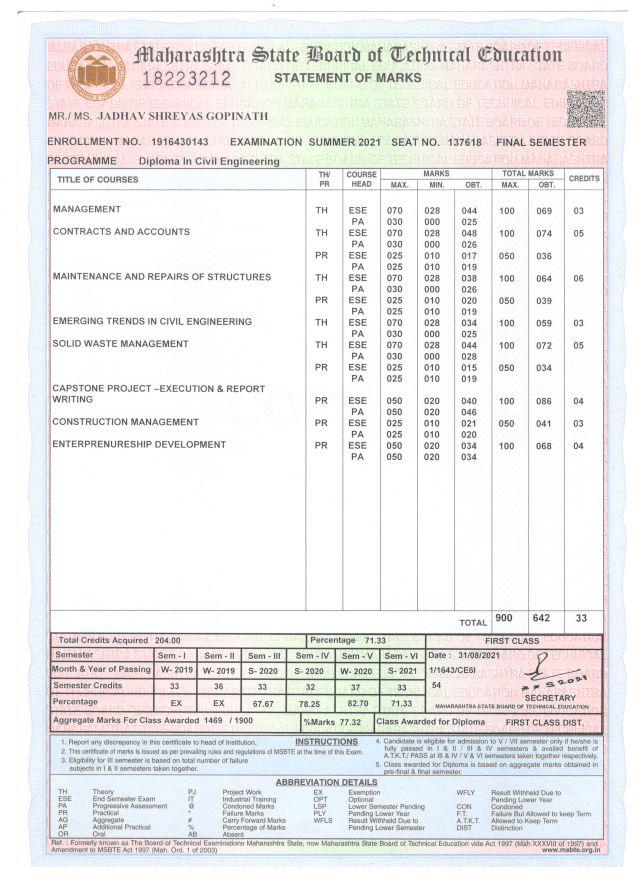 Maharashtra State Board of Technical Education
18223212 STATEMENT OF MARKS
MR./ MS. JADHAV SHREYAS GOPINATH
ENROLLMENT NO. 1916430143 EXAMINATION SUMMER 2021 SEAT NO. 137618 FINAL SEMESTER
PROGRAMME Diploma In Civil Engineering
TITLE OF COURSES TH/ PR COURSE HEAD MARKS MAX. MIN. OBT. TOTAL MARKS MAX. OBT. CREDITS
MANAGEMENT TH ESE 070 028 044 100 069 03
PA 030 000 025
CONTRACTS AND ACCOUNTS TH ESE 070 028 048 100 074 05
PA 030 000 026
PR ESE 025 010 017 050 036
PA 025 010 019
MAINTENANCE AND REPAIRS OF STRUCTURES TH ESE 070 028 038 100 064 06
PA 030 000 026
PR ESE 025 010 020 050 039
PA 025 010 019
EMERGING TRENDS IN CIVIL ENGINEERING TH ESE 070 028 034 100 059 03
PA 030 000 025
SOLID WASTE MANAGEMENT TH ESE 070 028 044 100 072 05
PA 030 000 028
PR ESE 025 010 015 050 034
PA 025 010 019
CAPSTONE PROJECT –EXECUTION & REPORT
WRITING PR ESE 050 020 040 100 086 04
PA 050 020 046
CONSTRUCTION MANAGEMENT PR ESE 025 010 021 050 041 03
PA 025 010 020
ENTERPRENURESHIP DEVELOPMENT PR ESE 050 020 034 100 068 04
PA 050 020 034
TOTAL 900 642 33
Total Credits Acquired 204.00 Percentage 71.33 FIRST CLASS
Semester Sem - I Sem - II Sem - III Sem - IV Sem - V Sem - VI Date : 31/08/2021
Month & Year of Passing W- 2019 W- 2019 S- 2020 S- 2020 W- 2020 S- 2021 1/1643/CE6I
Semester Credits 33 36 33 32 37 33 54
SECRETARY
Percentage EX EX 67.67 78.25 82.70 71.33 MAHARASHTRA STATE BOARD OF TECHNICAL EDUCATION
Aggregate Marks For Class Awarded 1469 / 1900 %Marks 77.32 Class Awarded for Diploma FIRST CLASS DIST.
INSTRUCTIONS
1. Report any discrepancy in this certificate to head of institution.
2. This certificate of marks is issued as per prevailing rules and regulations of MSBTE at the time of this Exam.
3. Eligibility for III semester is based on total number of failure
subjects in I & II semesters taken together.
4. Candidate is eligible for admission to V / VII semester only if he/she is
fully passed in I & II / III & IV semesters & availed benefit of
A.T.K.T./ PASS at III & IV / V & VI semesters taken together respectively.
5. Class awarded for Diploma is based on aggregate marks obtained in
pre-final & final semester.
ABBREVIATION DETAILS
TH Theory PJ Project Work EX Exemption WFLY Result Withheld Due to
ESE End Semester Exam IT Industrial Training OPT Optional Pending Lower Year
PA Progressive Assessment @ Condoned Marks LSP Lower Semester Pending CON Condoned
PR Practical * Failure Marks PLY Pending Lower Year F.T. Failure But Allowed to keep Term
AG Aggregate # Carry Forward Marks WFLS Result Withheld Due to A.T.K.T. Allowed to Keep Term
AP Additional Practical % Percentage of Marks Pending Lower Semester DIST Distinction
OR Oral AB Absent
Ref. : Formerly known as The Board of Technical Examinations Maharashtra State, now Maharashtra State Board of Technical Education vide Act 1997 (Mah XXXVIII of 1997) and
Amendment to MSBTE Act 1997 (Mah. Ord. 1 of 2003) www.msbte.org.in